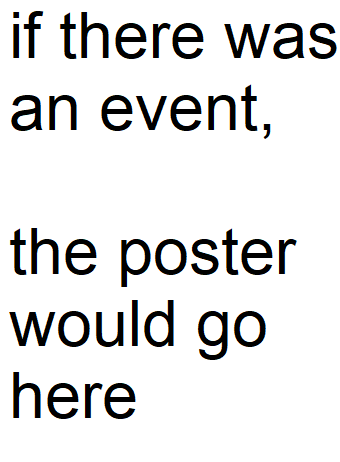 if there was
an event,
the poster
would go
here